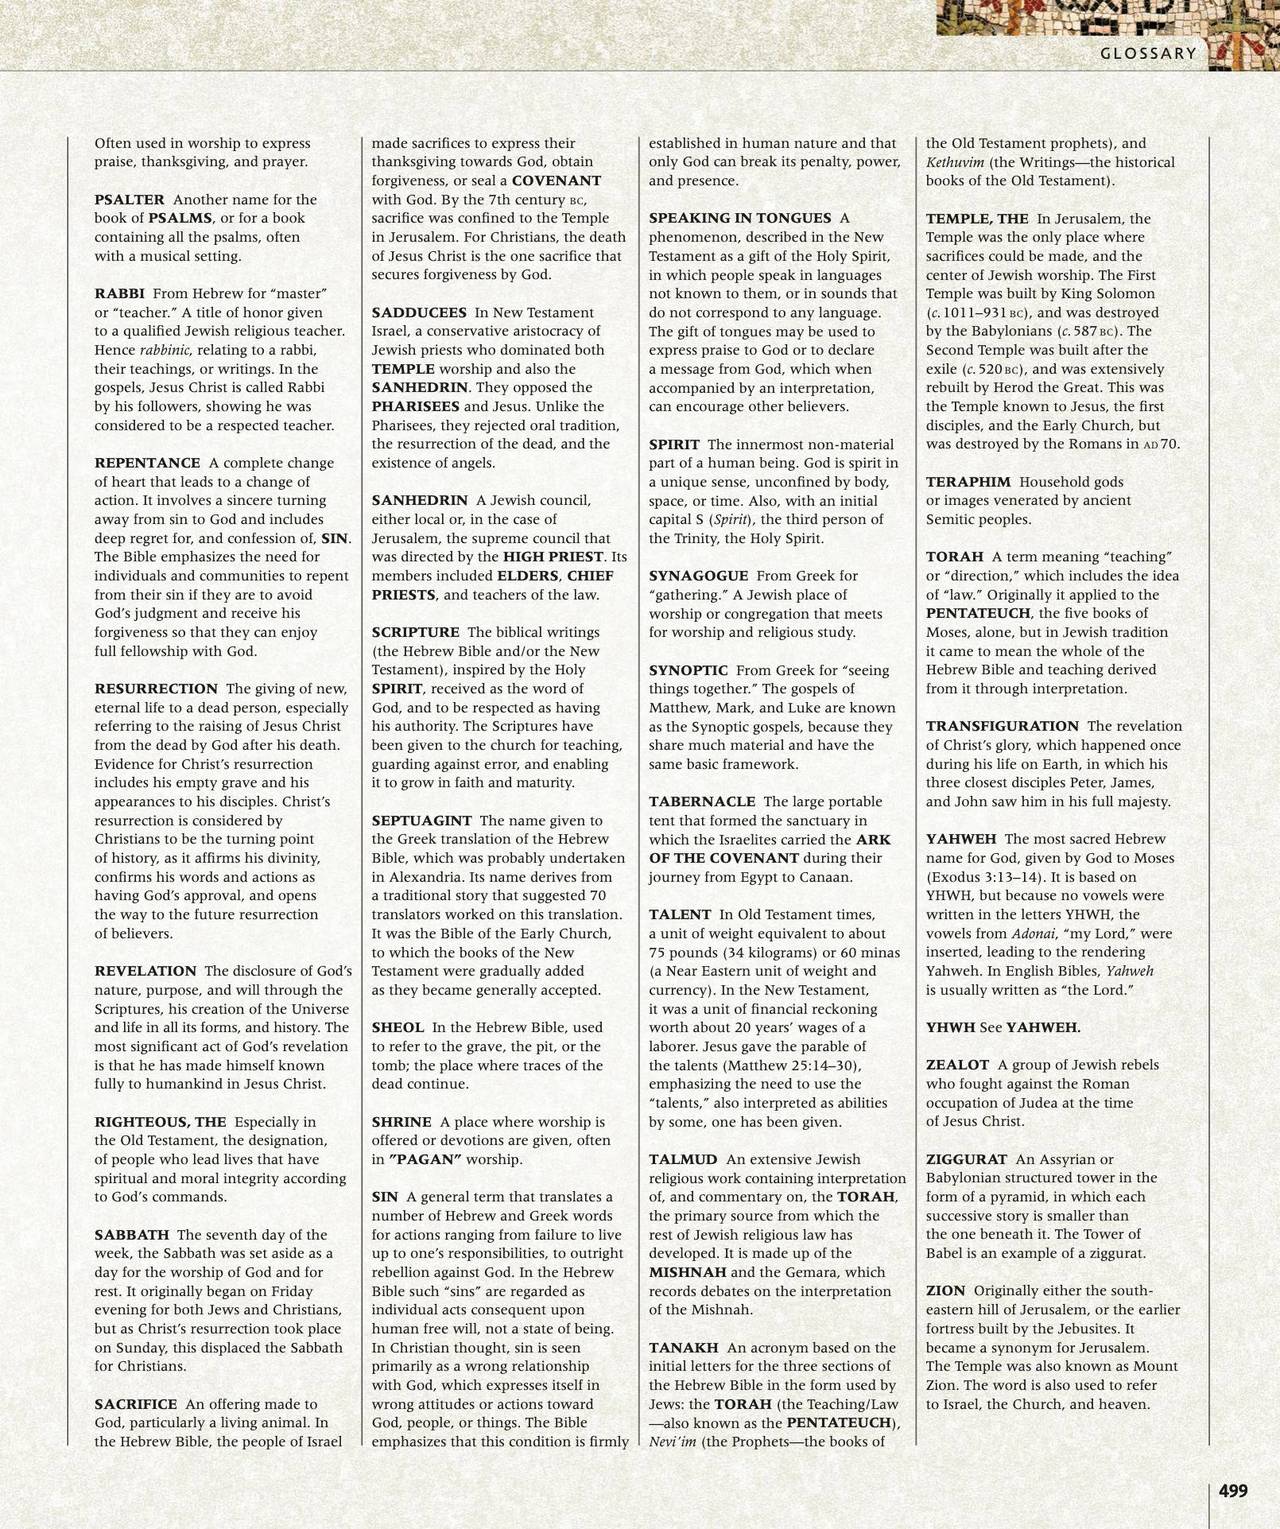 GLOSSARY
Often used in worship to express
praise, thanksgiving, and prayer.
PSALTER Another name for the
book of PSALMS, or for a book
containing all the psalms, often
with a musical setting.
RABBI From Hebrew for “master”
or “teacher.” A title of honor given
to a qualified Jewish religious teacher.
Hence rabbinic, relating to a rabbi,
their teachings, or writings. In the
gospels, Jesus Christ is called Rabbi
by his followers, showing he was
considered to be a respected teacher.
REPENTANCE A complete change
of heart that leads to a change of
action. It involves a sincere turning
away from sin to God and includes
deep regret for, and confession of, SIN.
The Bible emphasizes the need for
individuals and communities to repent
from their sin if they are to avoid
God’s judgment and receive his
forgiveness so that they can enjoy
full fellowship with God.
RESURRECTION The giving of new,
eternal life to a dead person, especially
referring to the raising of Jesus Christ
from the dead by God after his death.
Evidence for Christ’s resurrection
includes his empty grave and his
appearances to his disciples. Christ’s
resurrection is considered by
Christians to be the turning point
of history, as it affirms his divinity,
confirms his words and actions as
having God’s approval, and opens
the way to the future resurrection
of believers.
REVELATION The disclosure of God’s
nature, purpose, and will through the
Scriptures, his creation of the Universe
and life in all its forms, and history. The
most significant act of God’s revelation
is that he has made himself known
fully to humankind in Jesus Christ.
RIGHTEOUS, THE Especially in
the Old Testament, the designation,
of people who lead lives that have
spiritual and moral integrity according
to God’s commands.
SABBATH The seventh day of the
week, the Sabbath was set aside as a
day for the worship of God and for
rest. It originally began on Friday
evening for both Jews and Christians,
but as Christ’s resurrection took place
on Sunday, this displaced the Sabbath
for Christians.
SACRIFICE An offering made to
God, particularly a living animal. In
the Hebrew Bible, the people of Israel
made sacrifices to express their
thanksgiving towards God, obtain
forgiveness, or seal a COVENANT
with God. By the 7th century BC,
sacrifice was confined to the Temple
in Jerusalem. For Christians, the death
of Jesus Christ is the one sacrifice that
secures forgiveness by God.
SADDUCEES In New Testament
Israel, a conservative aristocracy of
Jewish priests who dominated both
TEMPLE worship and also the
SANHEDRIN. They opposed the
PHARISEES and Jesus. Unlike the
Pharisees, they rejected oral tradition,
the resurrection of the dead, and the
existence of angels.
SANHEDRIN A Jewish council,
either local or, in the case of
Jerusalem, the supreme council that
was directed by the HIGH PRIEST. Its
members included ELDERS, CHIEF
PRIESTS, and teachers of the law.
SCRIPTURE The biblical writings
(the Hebrew Bible and/or the New
Testament), inspired by the Holy
SPIRIT, received as the word of
God, and to be respected as having
his authority. The Scriptures have
been given to the church for teaching,
guarding against error, and enabling
it to grow in faith and maturity.
SEPTUAGINT The name given to
the Greek translation of the Hebrew
Bible, which was probably undertaken
in Alexandria. Its name derives from
a traditional story that suggested 70
translators worked on this translation.
It was the Bible of the Early Church,
to which the books of the New
Testament were gradually added
as they became generally accepted.
SHEOL In the Hebrew Bible, used
to refer to the grave, the pit, or the
tomb; the place where traces of the
dead continue.
SHRINE A place where worship is
offered or devotions are given, often
in ”PAGAN” worship.
SIN A general term that translates a
number of Hebrew and Greek words
for actions ranging from failure to live
up to one’s responsibilities, to outright
rebellion against God. In the Hebrew
Bible such “sins” are regarded as
individual acts consequent upon
human free will, not a state of being.
In Christian thought, sin is seen
primarily as a wrong relationship
with God, which expresses itself in
wrong attitudes or actions toward
God, people, or things. The Bible
emphasizes that this condition is firmly
established in human nature and that
only God can break its penalty, power,
and presence.
SPEAKING IN TONGUES A
phenomenon, described in the New
Testament as a gift of the Holy Spirit,
in which people speak in languages
not known to them, or in sounds that
do not correspond to any language.
The gift of tongues may be used to
express praise to God or to declare
a message from God, which when
accompanied by an interpretation,
can encourage other believers.
SPIRIT The innermost non-material
part of a human being. God is spirit in
a unique sense, unconfined by body,
space, or time. Also, with an initial
capital S (Spirit), the third person of
the Trinity, the Holy Spirit.
SYNAGOGUE From Greek for
“gathering.” A Jewish place of
worship or congregation that meets
for worship and religious study.
SYNOPTIC From Greek for “seeing
things together.” The gospels of
Matthew, Mark, and Luke are known
as the Synoptic gospels, because they
share much material and have the
same basic framework.
TABERNACLE The large portable
tent that formed the sanctuary in
which the Israelites carried the ARK
OF THE COVENANT during their
journey from Egypt to Canaan.
TALENT In Old Testament times,
a unit of weight equivalent to about
75 pounds (34 kilograms) or 60 minas
(a Near Eastern unit of weight and
currency). In the New Testament,
it was a unit of financial reckoning
worth about 20 years’ wages of a
laborer. Jesus gave the parable of
the talents (Matthew 25:14–30),
emphasizing the need to use the
“talents,” also interpreted as abilities
by some, one has been given.
TALMUD An extensive Jewish
religious work containing interpretation
of, and commentary on, the TORAH,
the primary source from which the
rest of Jewish religious law has
developed. It is made up of the
MISHNAH and the Gemara, which
records debates on the interpretation
of the Mishnah.
TANAKH An acronym based on the
initial letters for the three sections of
the Hebrew Bible in the form used by
Jews: the TORAH (the Teaching/Law
—also known as the PENTATEUCH),
Nevi’im (the Prophets—the books of
the Old Testament prophets), and
Kethuvim (the Writings—the historical
books of the Old Testament).
TEMPLE, THE In Jerusalem, the
Temple was the only place where
sacrifices could be made, and the
center of Jewish worship. The First
Temple was built by King Solomon
(c. 1011–931 BC), and was destroyed
by the Babylonians (c. 587 BC). The
Second Temple was built after the
exile (c. 520 BC), and was extensively
rebuilt by Herod the Great. This was
the Temple known to Jesus, the first
disciples, and the Early Church, but
was destroyed by the Romans in AD 70.
TERAPHIM Household gods
or images venerated by ancient
Semitic peoples.
TORAH A term meaning “teaching”
or “direction,” which includes the idea
of “law.” Originally it applied to the
PENTATEUCH, the five books of
Moses, alone, but in Jewish tradition
it came to mean the whole of the
Hebrew Bible and teaching derived
from it through interpretation.
TRANSFIGURATION The revelation
of Christ’s glory, which happened once
during his life on Earth, in which his
three closest disciples Peter, James,
and John saw him in his full majesty.
YAHWEH The most sacred Hebrew
name for God, given by God to Moses
(Exodus 3:13–14). It is based on
YHWH, but because no vowels were
written in the letters YHWH, the
vowels from Adonai, “my Lord,” were
inserted, leading to the rendering
Yahweh. In English Bibles, Yahweh
is usually written as “the Lord.”
YHWH See YAHWEH.
ZEALOT A group of Jewish rebels
who fought against the Roman
occupation of Judea at the time
of Jesus Christ.
ZIGGURAT An Assyrian or
Babylonian structured tower in the
form of a pyramid, in which each
successive story is smaller than
the one beneath it. The Tower of
Babel is an example of a ziggurat.
ZION Originally either the south-
eastern hill of Jerusalem, or the earlier
fortress built by the Jebusites. It
became a synonym for Jerusalem.
The Temple was also known as Mount
Zion. The word is also used to refer
to Israel, the Church, and heaven.
499